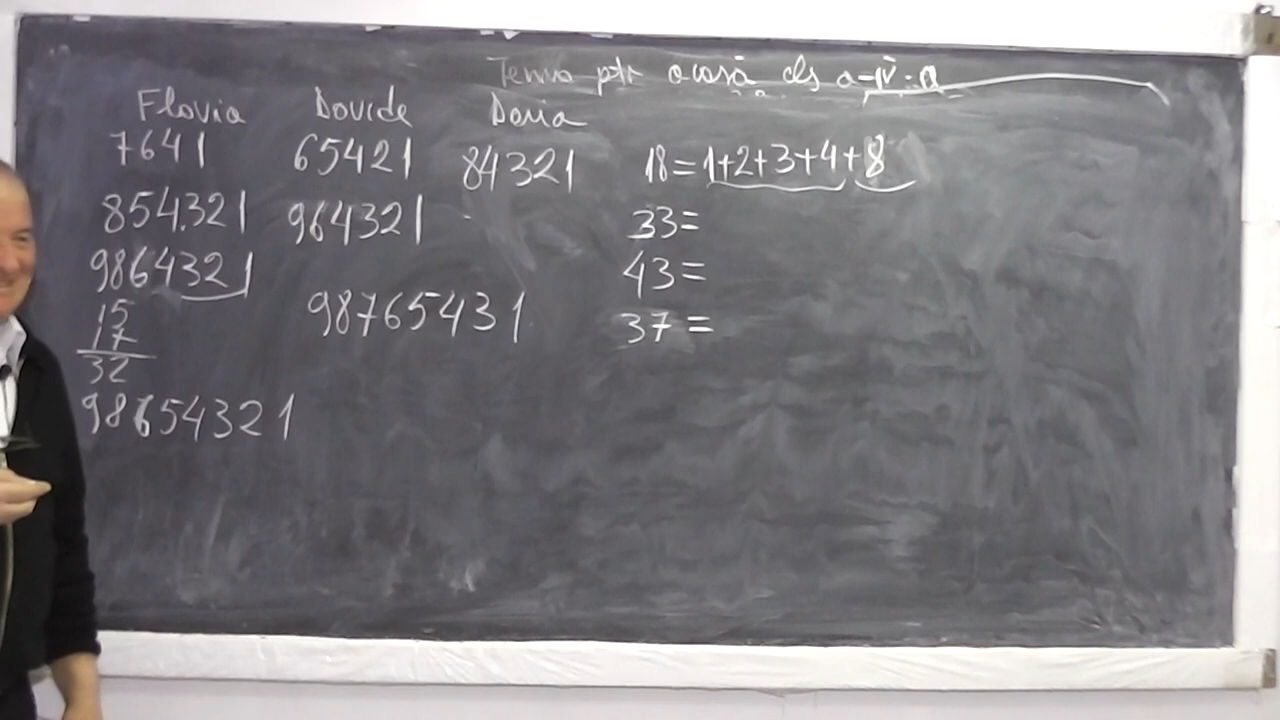 Tema ptr acasă cls a-IV-a
Flavia Davide Daria
7641 65421 84321 18=1+2+3+4+8
854321 964321 33=
9864321 43=
15 98765431 37=
17
32
98654321